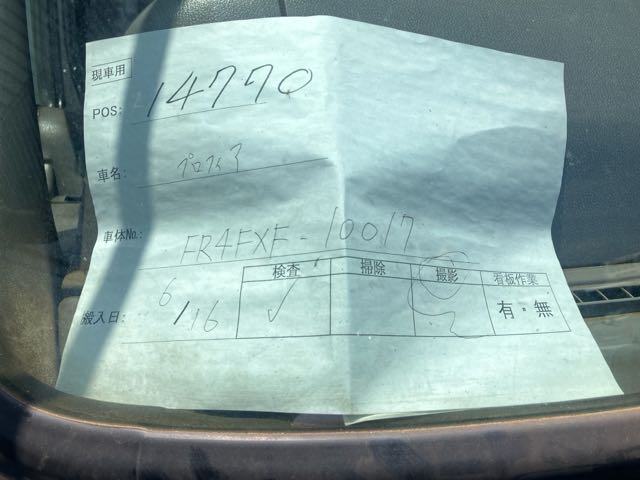 現車用
POS: 14770
車名: プロフィア
車体No.: FR4FXF-10017
検査 掃除 撮影 看板作業
搬入日: 6/16 ✓ 有・無